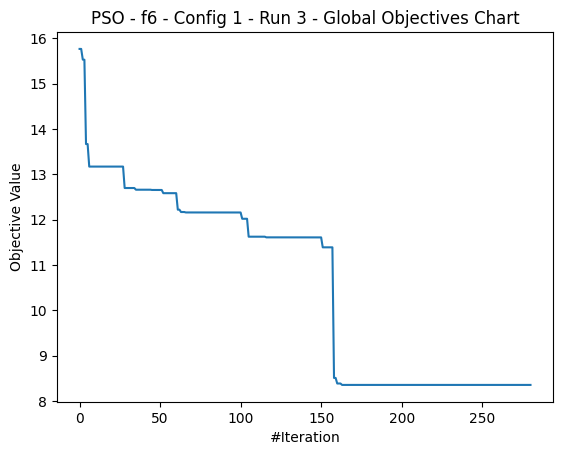 PSO - f6 - Config 1 - Run 3 - Global Objectives Chart
16
15
14
13
12
11
10
9
8
Objective Value
0 50 100 150 200 250
#Iteration